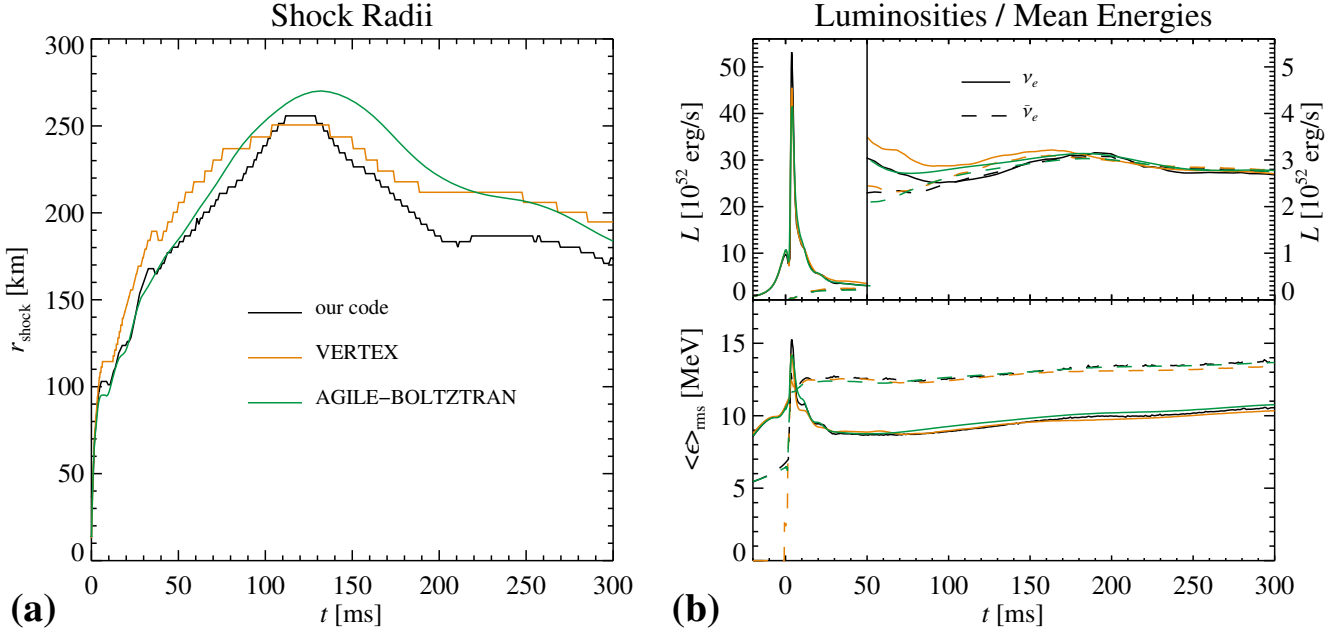 Shock Radii
300
250
200
150
100
50
0
r_shock [km]
our code
VERTEX
AGILE−BOLTZTRAN
0 50 100 150 200 250 300
t [ms]
(a)
Luminosities / Mean Energies
50
40
30
20
10
0
L [10^52 erg/s]
ν_e
ν̄_e
5
4
3
2
1
0
L [10^52 erg/s]
15
10
5
0
<ϵ>_rms [MeV]
0 50 100 150 200 250 300
t [ms]
(b)